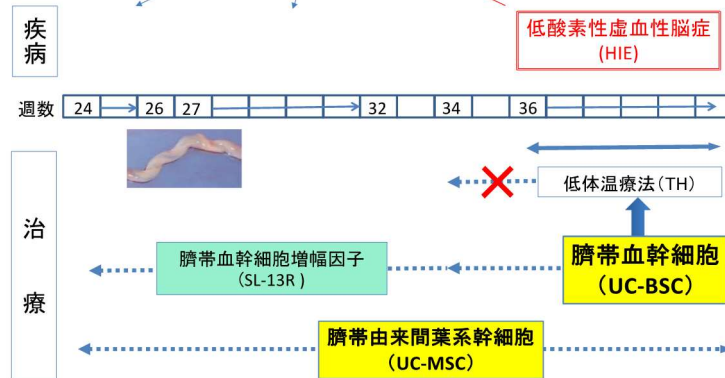 疾病
低酸素性虚血性脳症
(HIE)
週数 24 26 27 32 34 36
治療
低体温療法(TH)
臍帯血幹細胞増幅因子
(SL-13R )
臍帯血幹細胞
(UC-BSC)
臍帯由来間葉系幹細胞
(UC-MSC)